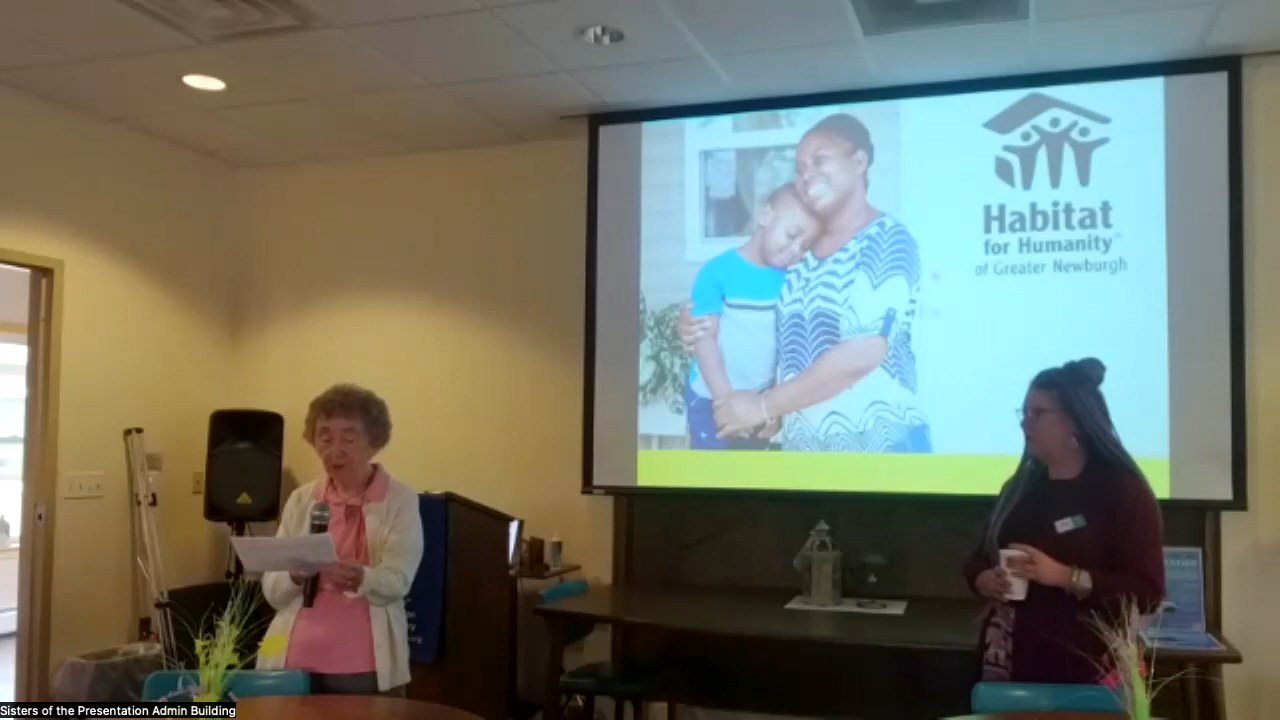 Habitat
for Humanity
of Greater Newburgh
Sisters of the Presentation Admin Building